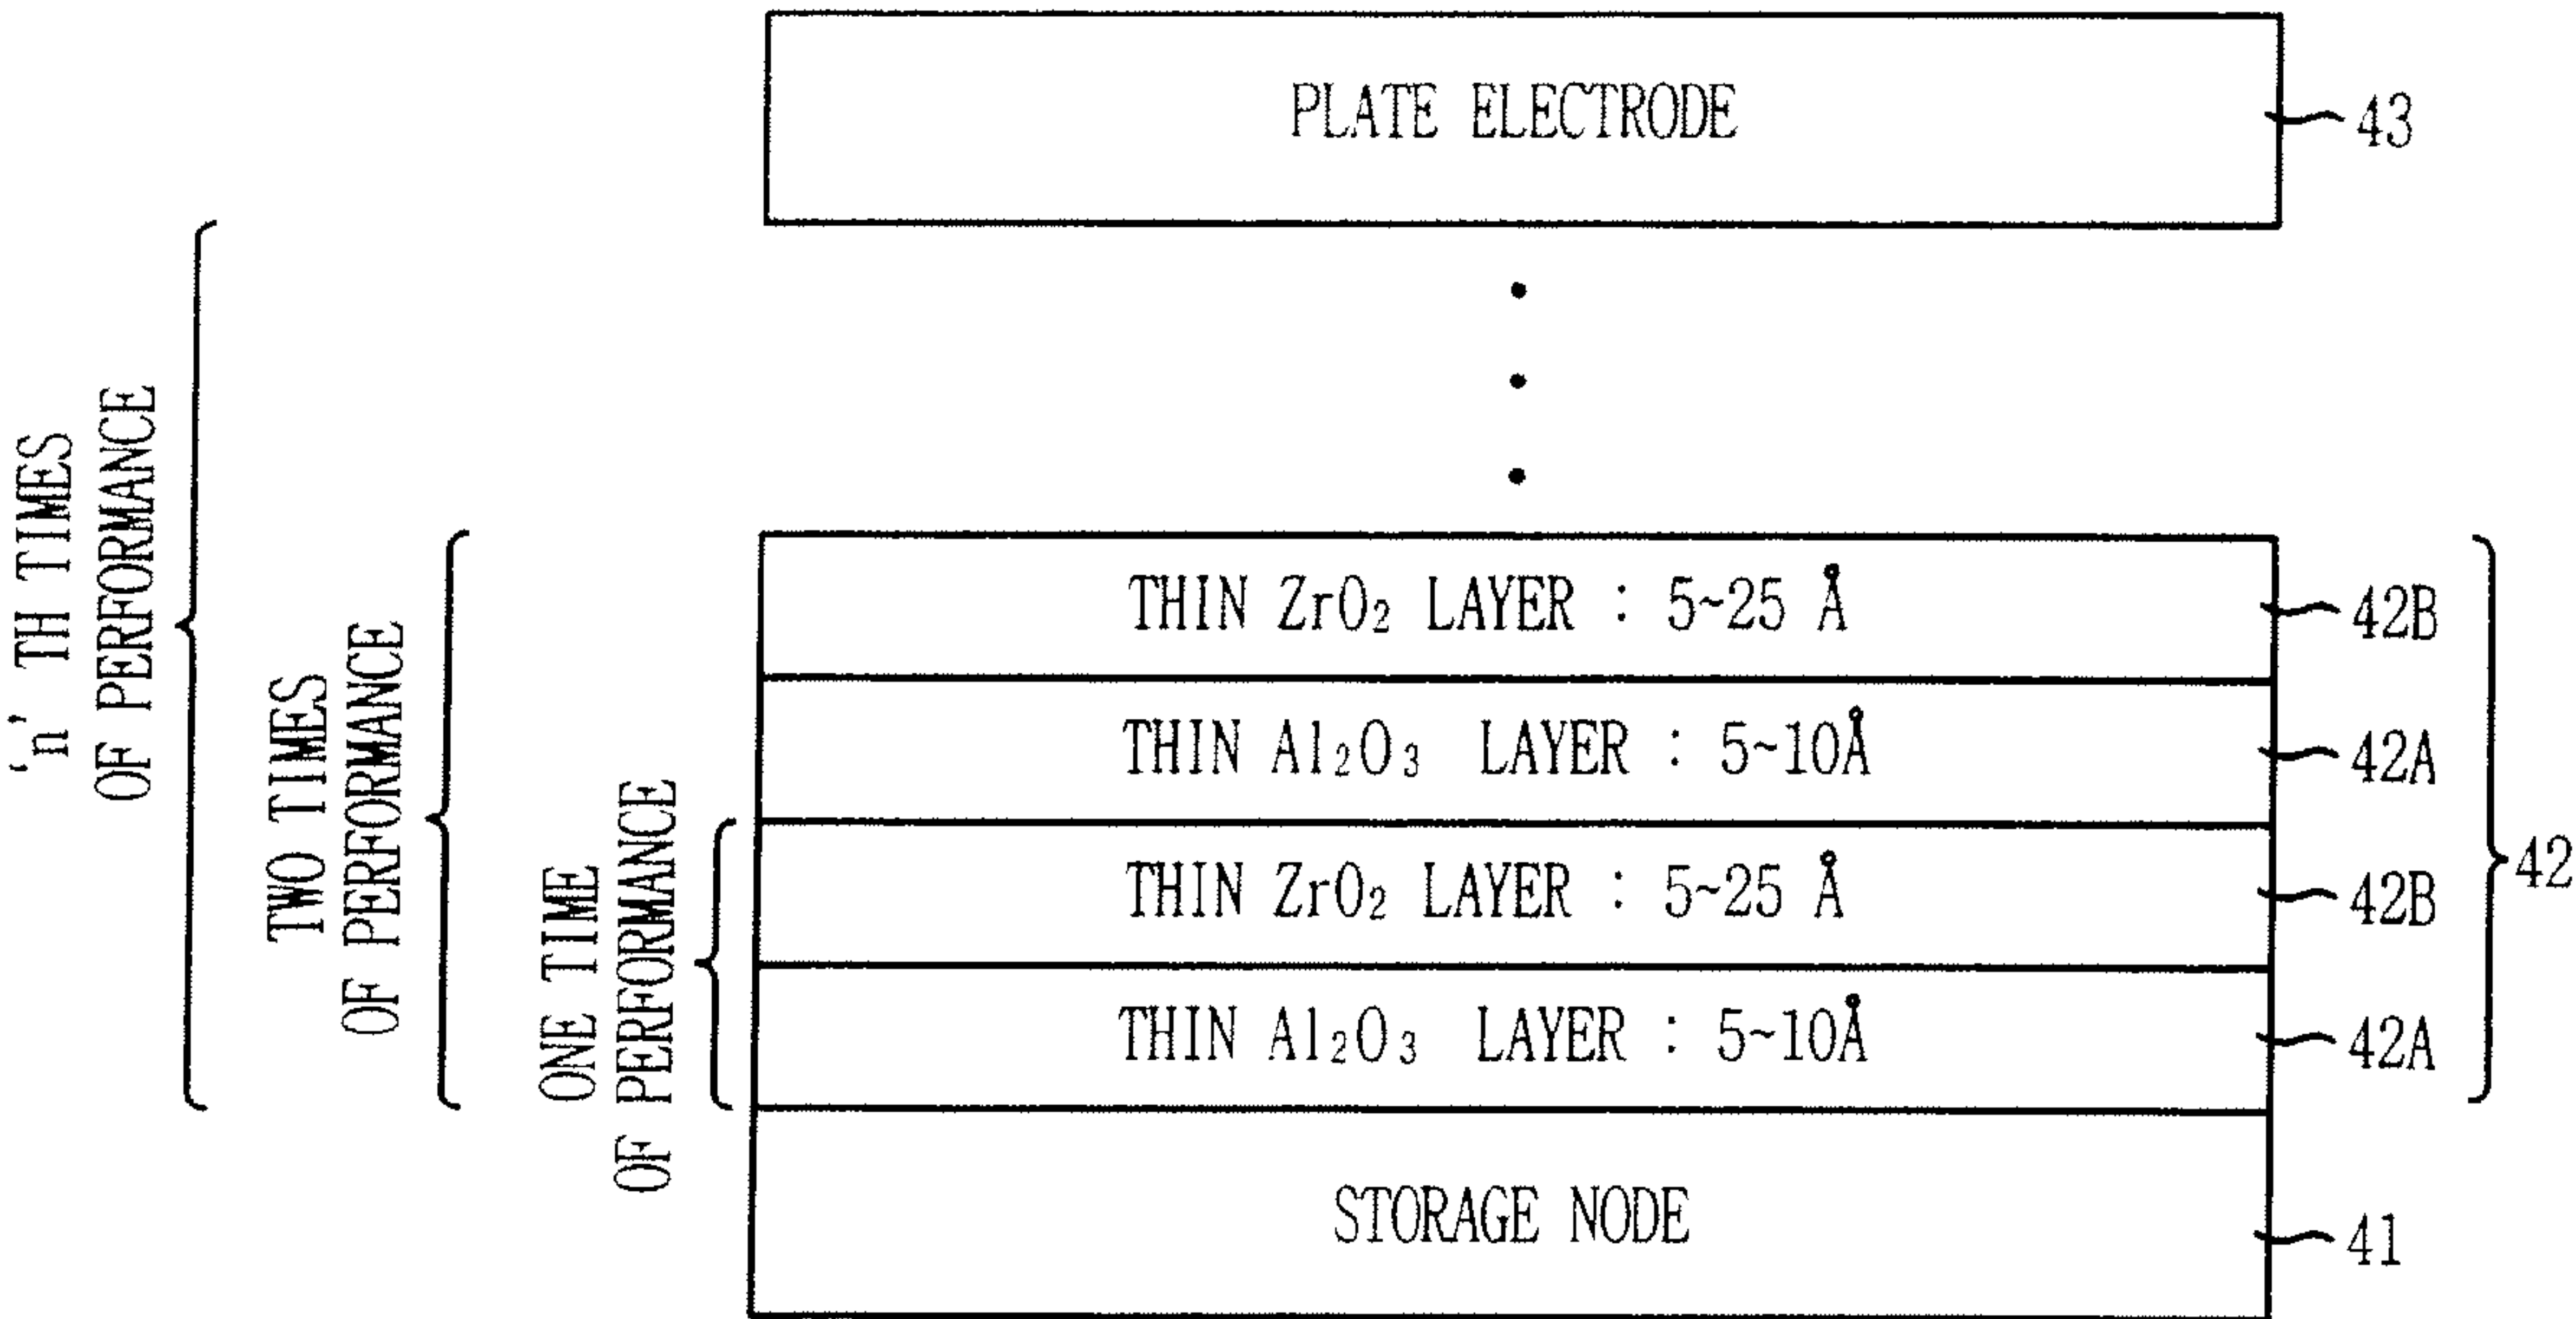 PLATE ELECTRODE
43
'n' TH TIMES
OF PERFORMANCE
TWO TIMES
OF PERFORMANCE
ONE TIME
OF PERFORMANCE
THIN ZrO₂ LAYER : 5~25 Å
42B
THIN Al₂O₃ LAYER : 5~10Å
42A
THIN ZrO₂ LAYER : 5~25 Å
42B
THIN Al₂O₃ LAYER : 5~10Å
42A
42
STORAGE NODE
41